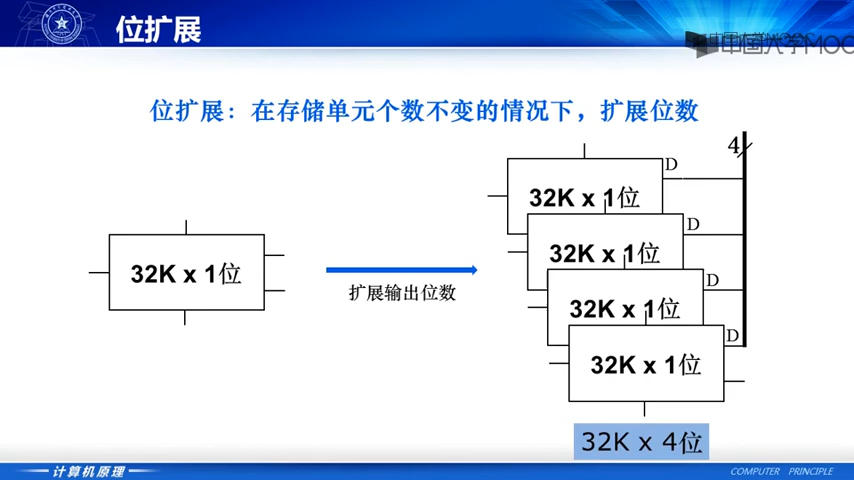 位扩展
中国大学MOOC
位扩展：在存储单元个数不变的情况下，扩展位数
4
D
32K x 1位
D
32K x 1位
32K x 1位
扩展输出位数
D
32K x 1位
D
32K x 1位
32K x 4位
计算机原理
COMPUTER PRINCIPLE